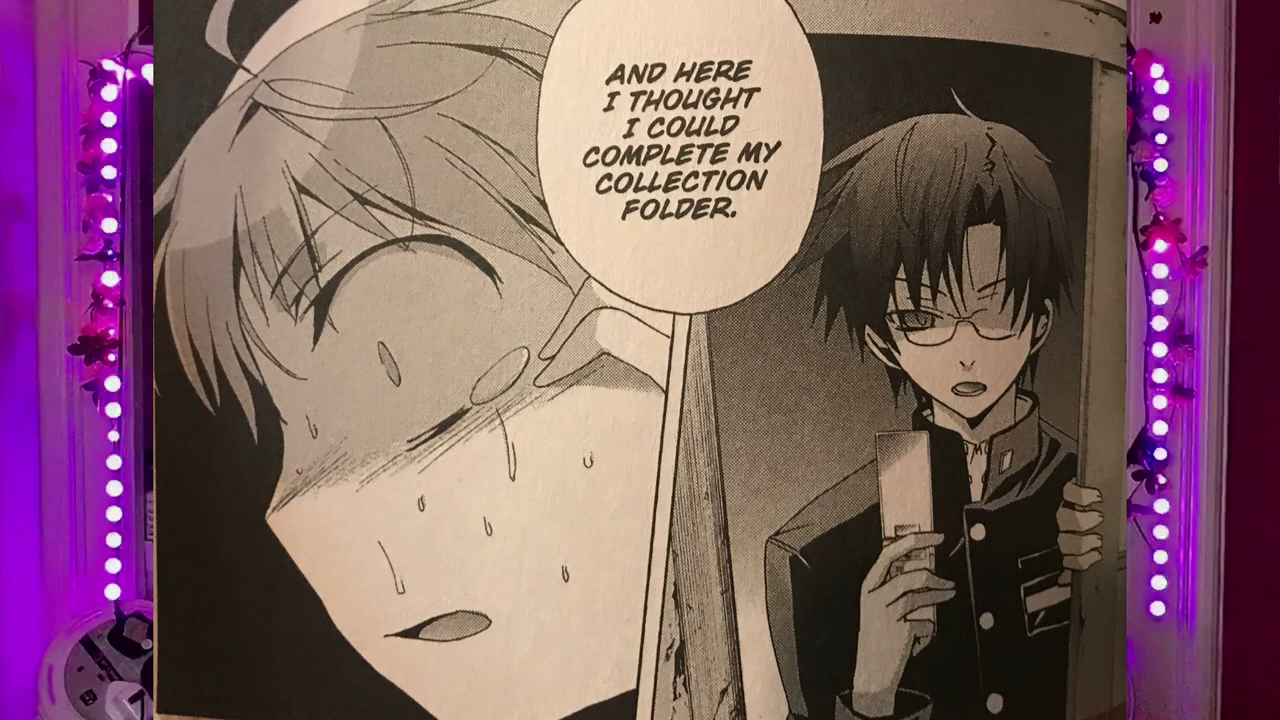 AND HERE
I THOUGHT
I COULD
COMPLETE MY
COLLECTION
FOLDER.